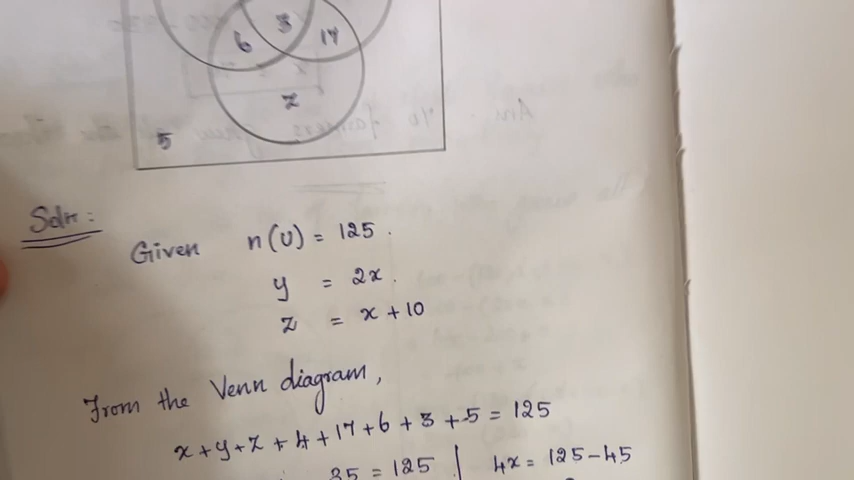 6 3 17
z
5
Soln:
Given n(U) = 125.
y = 2x.
z = x + 10
From the Venn diagram,
x + y + z + 4 + 17 + 6 + 3 + 5 = 125
35 = 125 | 4x = 125 - 45